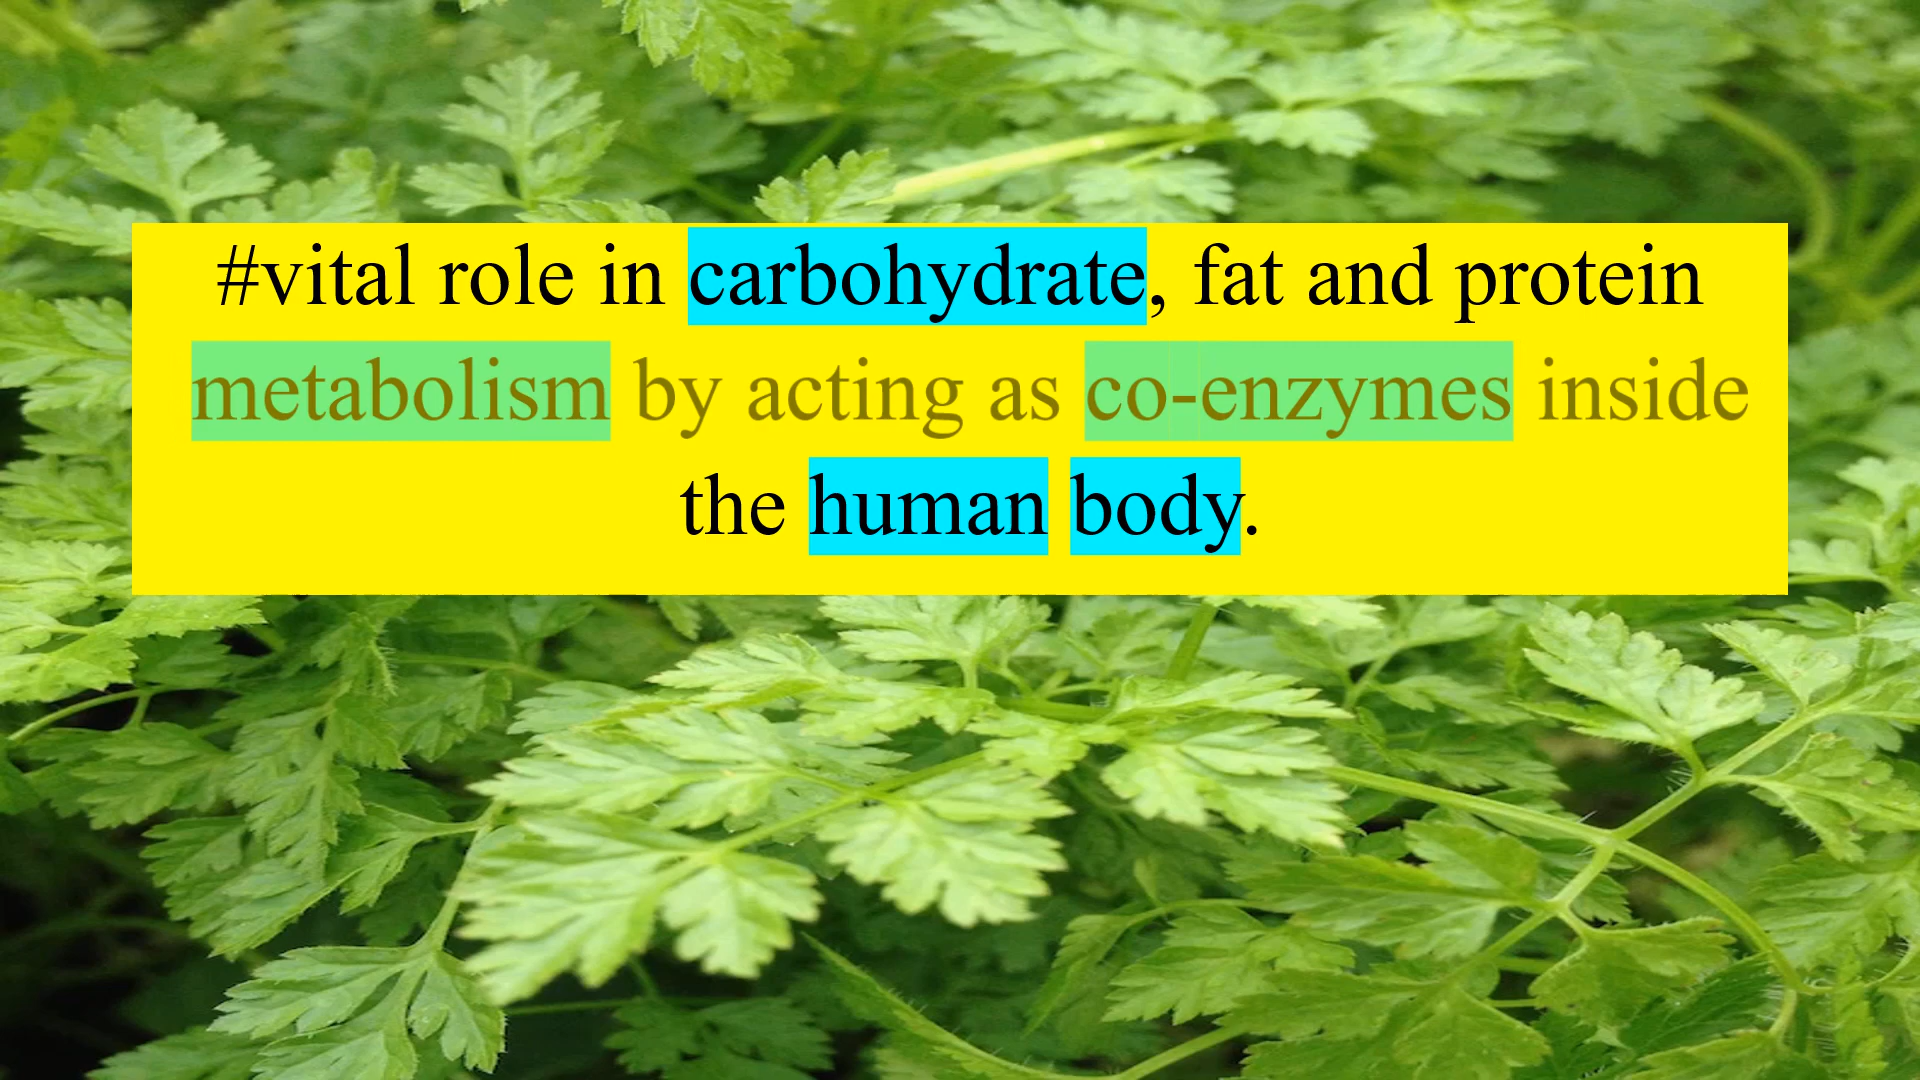 #vital role in carbohydrate, fat and protein
metabolism by acting as co-enzymes inside
the human body.